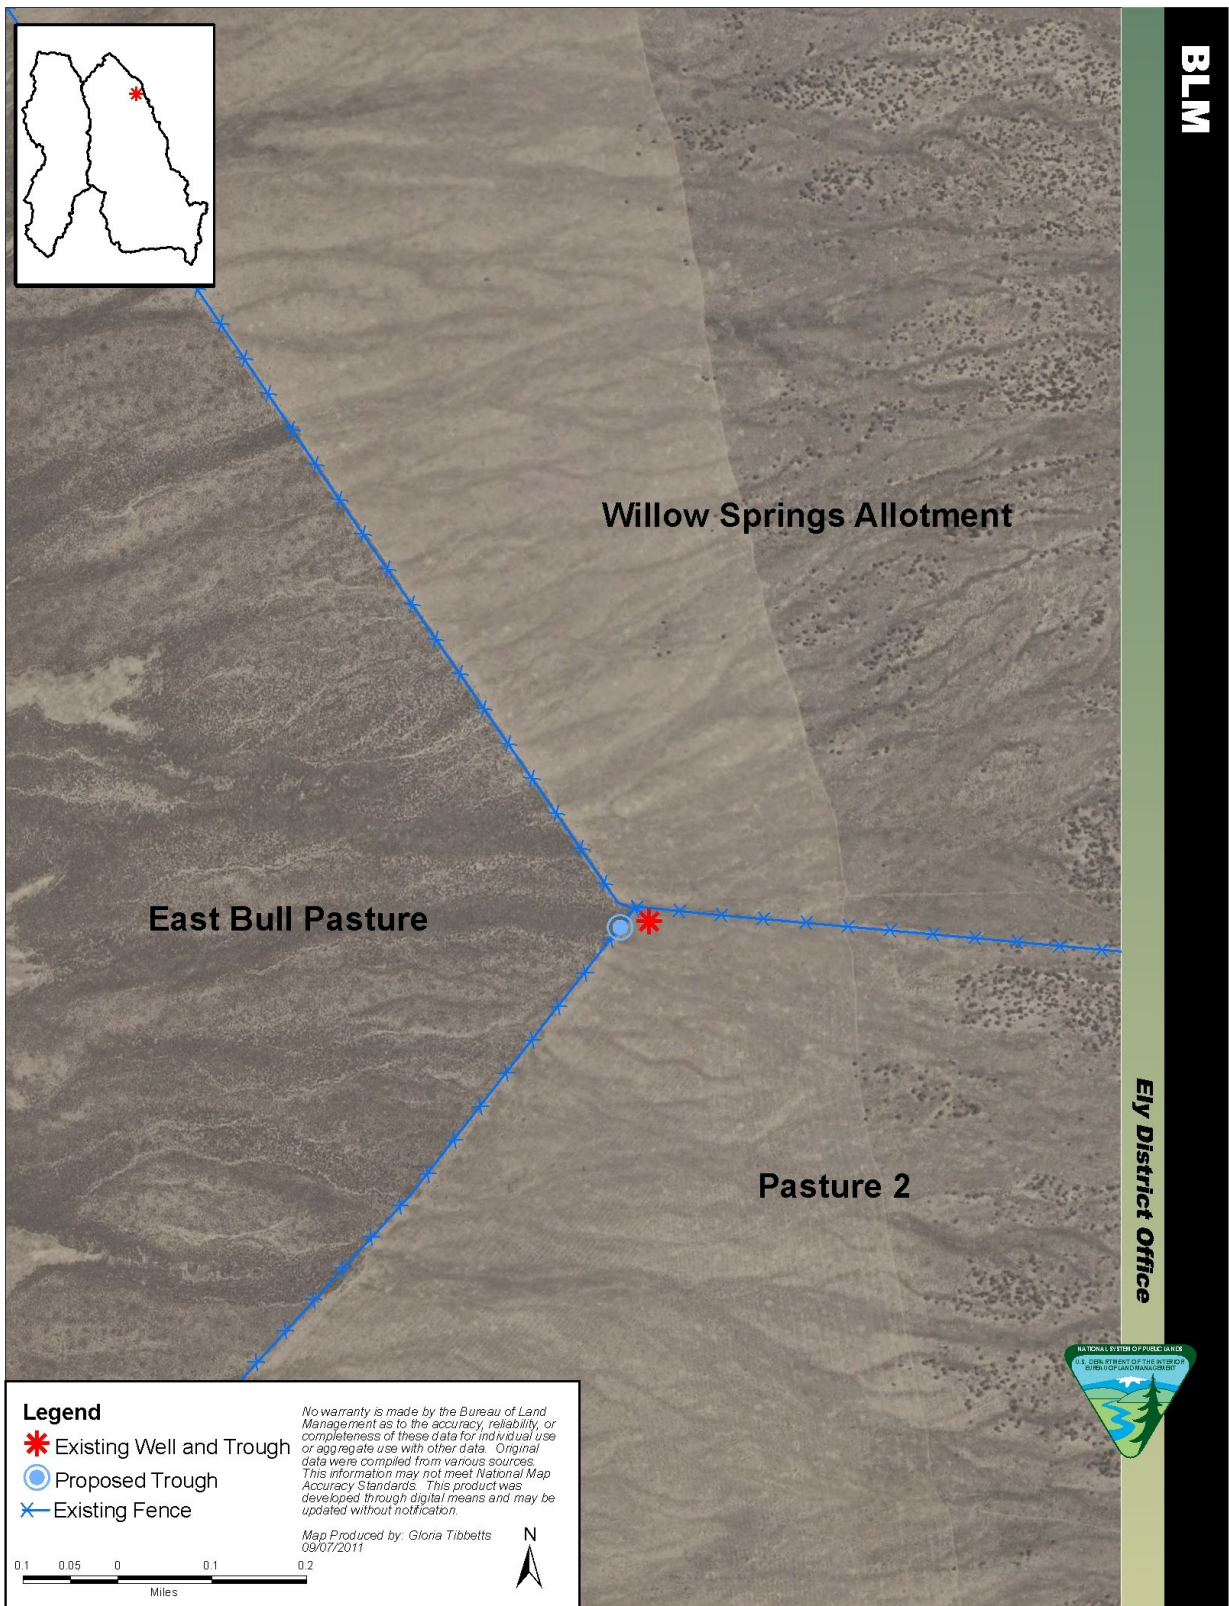 BLM
Willow Springs Allotment
East Bull Pasture
Pasture 2
Ely District Office
NATIONAL SYSTEM OF PUBLIC LANDS
U.S. DEPARTMENT OF THE INTERIOR
BUREAU OF LAND MANAGEMENT
Legend
Existing Well and Trough
Proposed Trough
Existing Fence
0.1 0.05 0 0.1 0.2
Miles
No warranty is made by the Bureau of Land
Management as to the accuracy, reliability, or
completeness of these data for individual use
or aggregate use with other data. Original
data were compiled from various sources.
This information may not meet National Map
Accuracy Standards. This product was
developed through digital means and may be
updated without notification.
Map Produced by: Gloria Tibbetts
09/07/2011
N